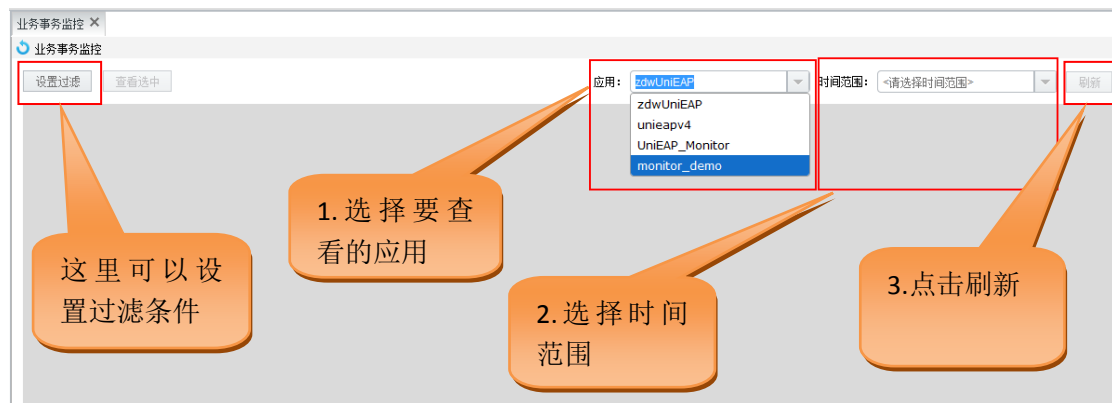 业务事务监控 ×
业务事务监控
设置过滤 查看选中 应用: zdwUniEAP 时间范围: <请选择时间范围> 刷新
zdwUniEAP
unieapv4
UniEAP_Monitor
monitor_demo
1.选择要查
看的应用
这里可以设
置过滤条件
2.选择时间
范围
3.点击刷新